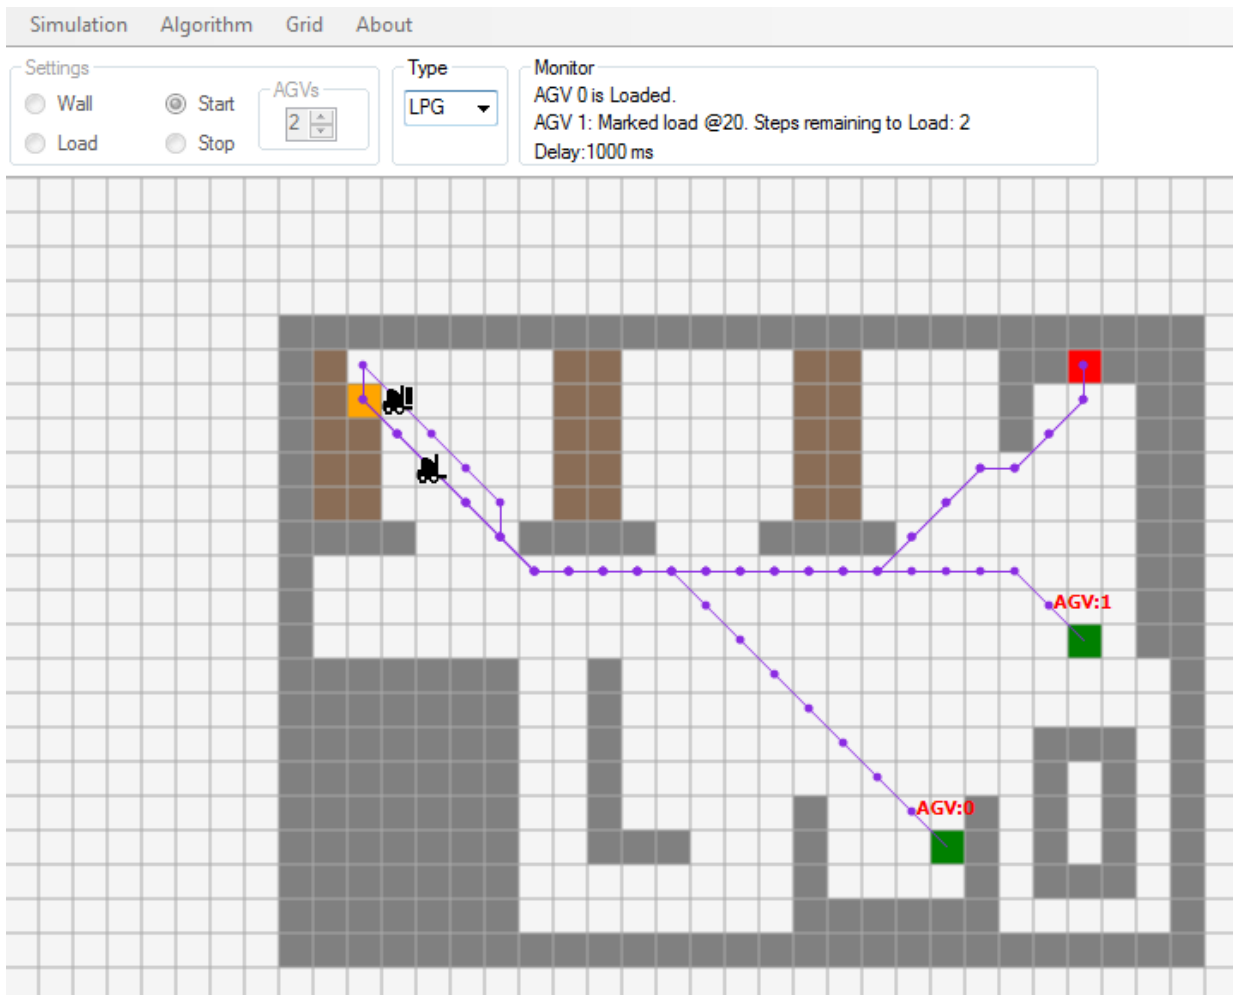 Simulation Algorithm Grid About
Settings
Wall
Start
Load
Stop
AGVs
2
Type
LPG
Monitor
AGV 0 is Loaded.
AGV 1: Marked load @20. Steps remaining to Load: 2
Delay:1000 ms
AGV:1
AGV:0